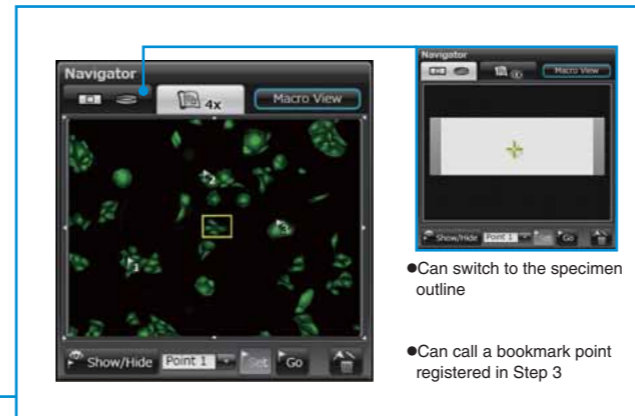 Navigator
4x
Macro View
2
3
1
Show/Hide
Point 1
Set
Go
Navigator
Macro View
Show/Hide
Point 1
Set
Go
●Can switch to the specimen
outline
●Can call a bookmark point
registered in Step 3